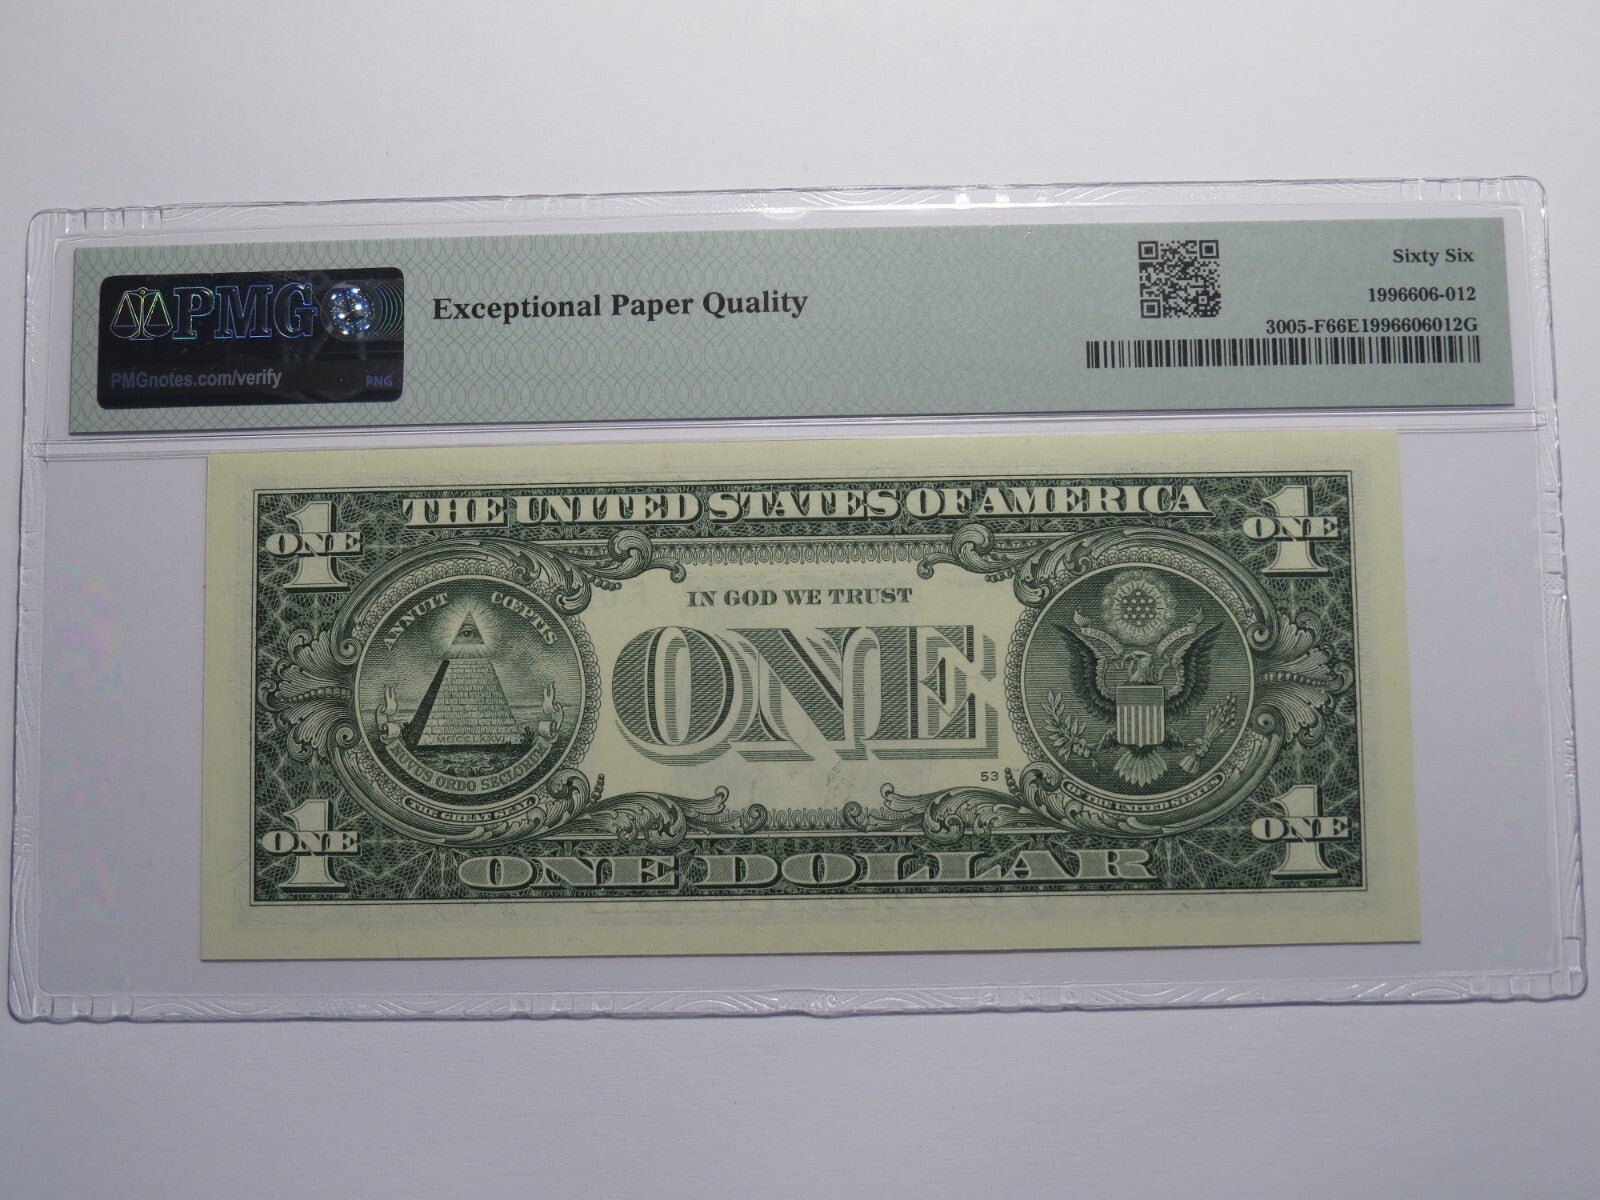 PMG
PMGnotes.com/verify
PNG
Exceptional Paper Quality
Sixty Six
1996606-012
3005-F66E1996606012G
THE UNITED STATES OF AMERICA
1
ONE
1
ONE
ANNUIT CŒPTIS
MDCCLXXVI
NOVUS ORDO SECLORUM
THE GREAT SEAL
IN GOD WE TRUST
ONE
53
OF THE UNITED STATES
1
ONE
1
ONE
ONE DOLLAR